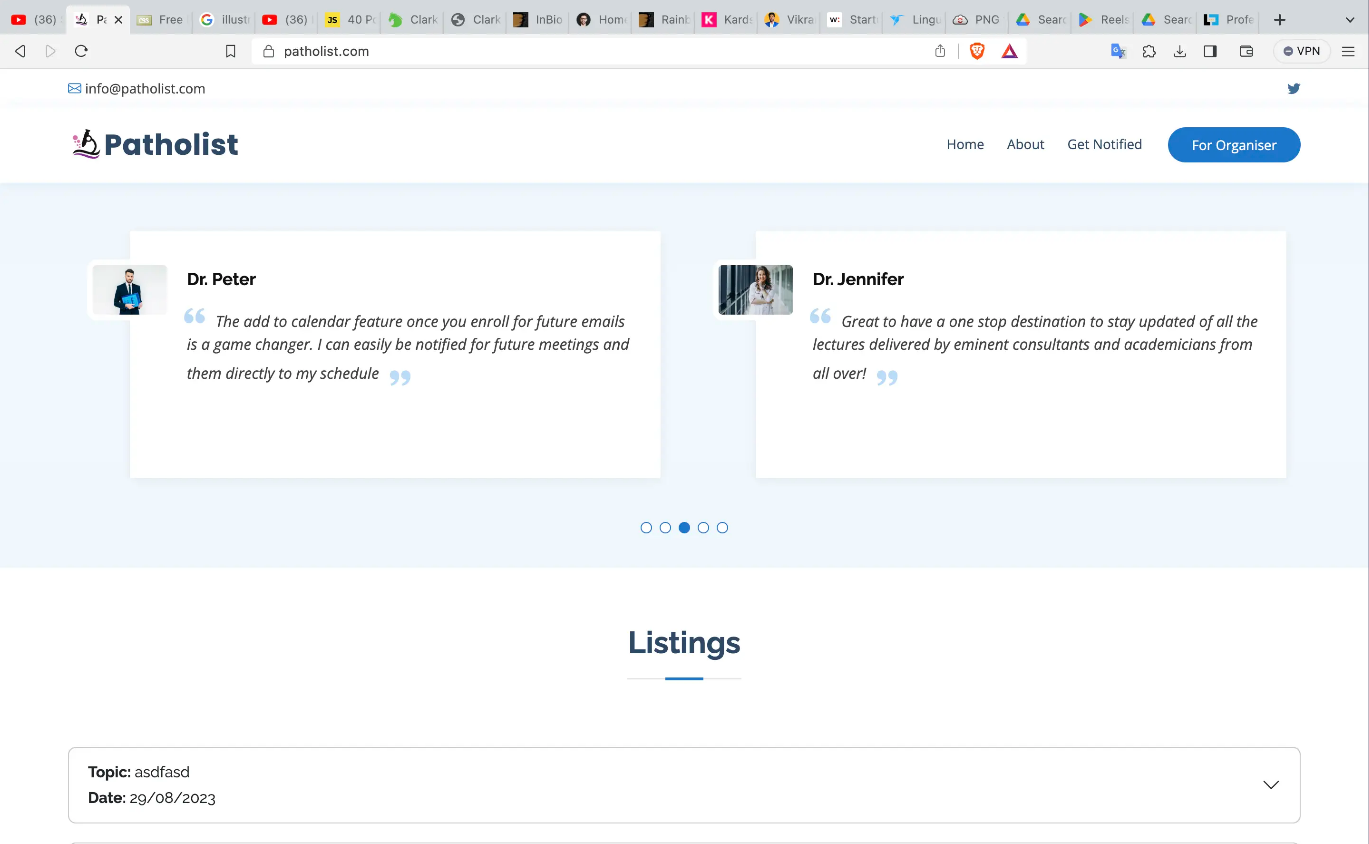 (36)
Pa
Free
illust
(36)
JS 40 Po
Clark
Clark
InBio
Home
Rainb
K Kards
Vikra
w: Start
Lingu
PNG
Searc
Reels
Searc
Profe
patholist.com
VPN
info@patholist.com
Patholist
Home
About
Get Notified
For Organiser
Dr. Peter
“ The add to calendar feature once you enroll for future emails
is a game changer. I can easily be notified for future meetings and
them directly to my schedule ”
Dr. Jennifer
“ Great to have a one stop destination to stay updated of all the
lectures delivered by eminent consultants and academicians from
all over! ”
Listings
Topic: asdfasd
Date: 29/08/2023